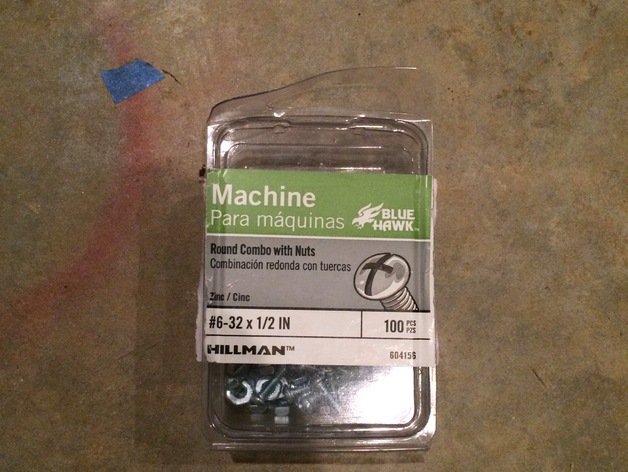 Machine
Para máquinas
BLUE
HAWK™
Round Combo with Nuts
Combinación redonda con tuercas
Zinc / Cinc
#6-32 x 1/2 IN
100 PCS
PZS
HILLMAN™
604156